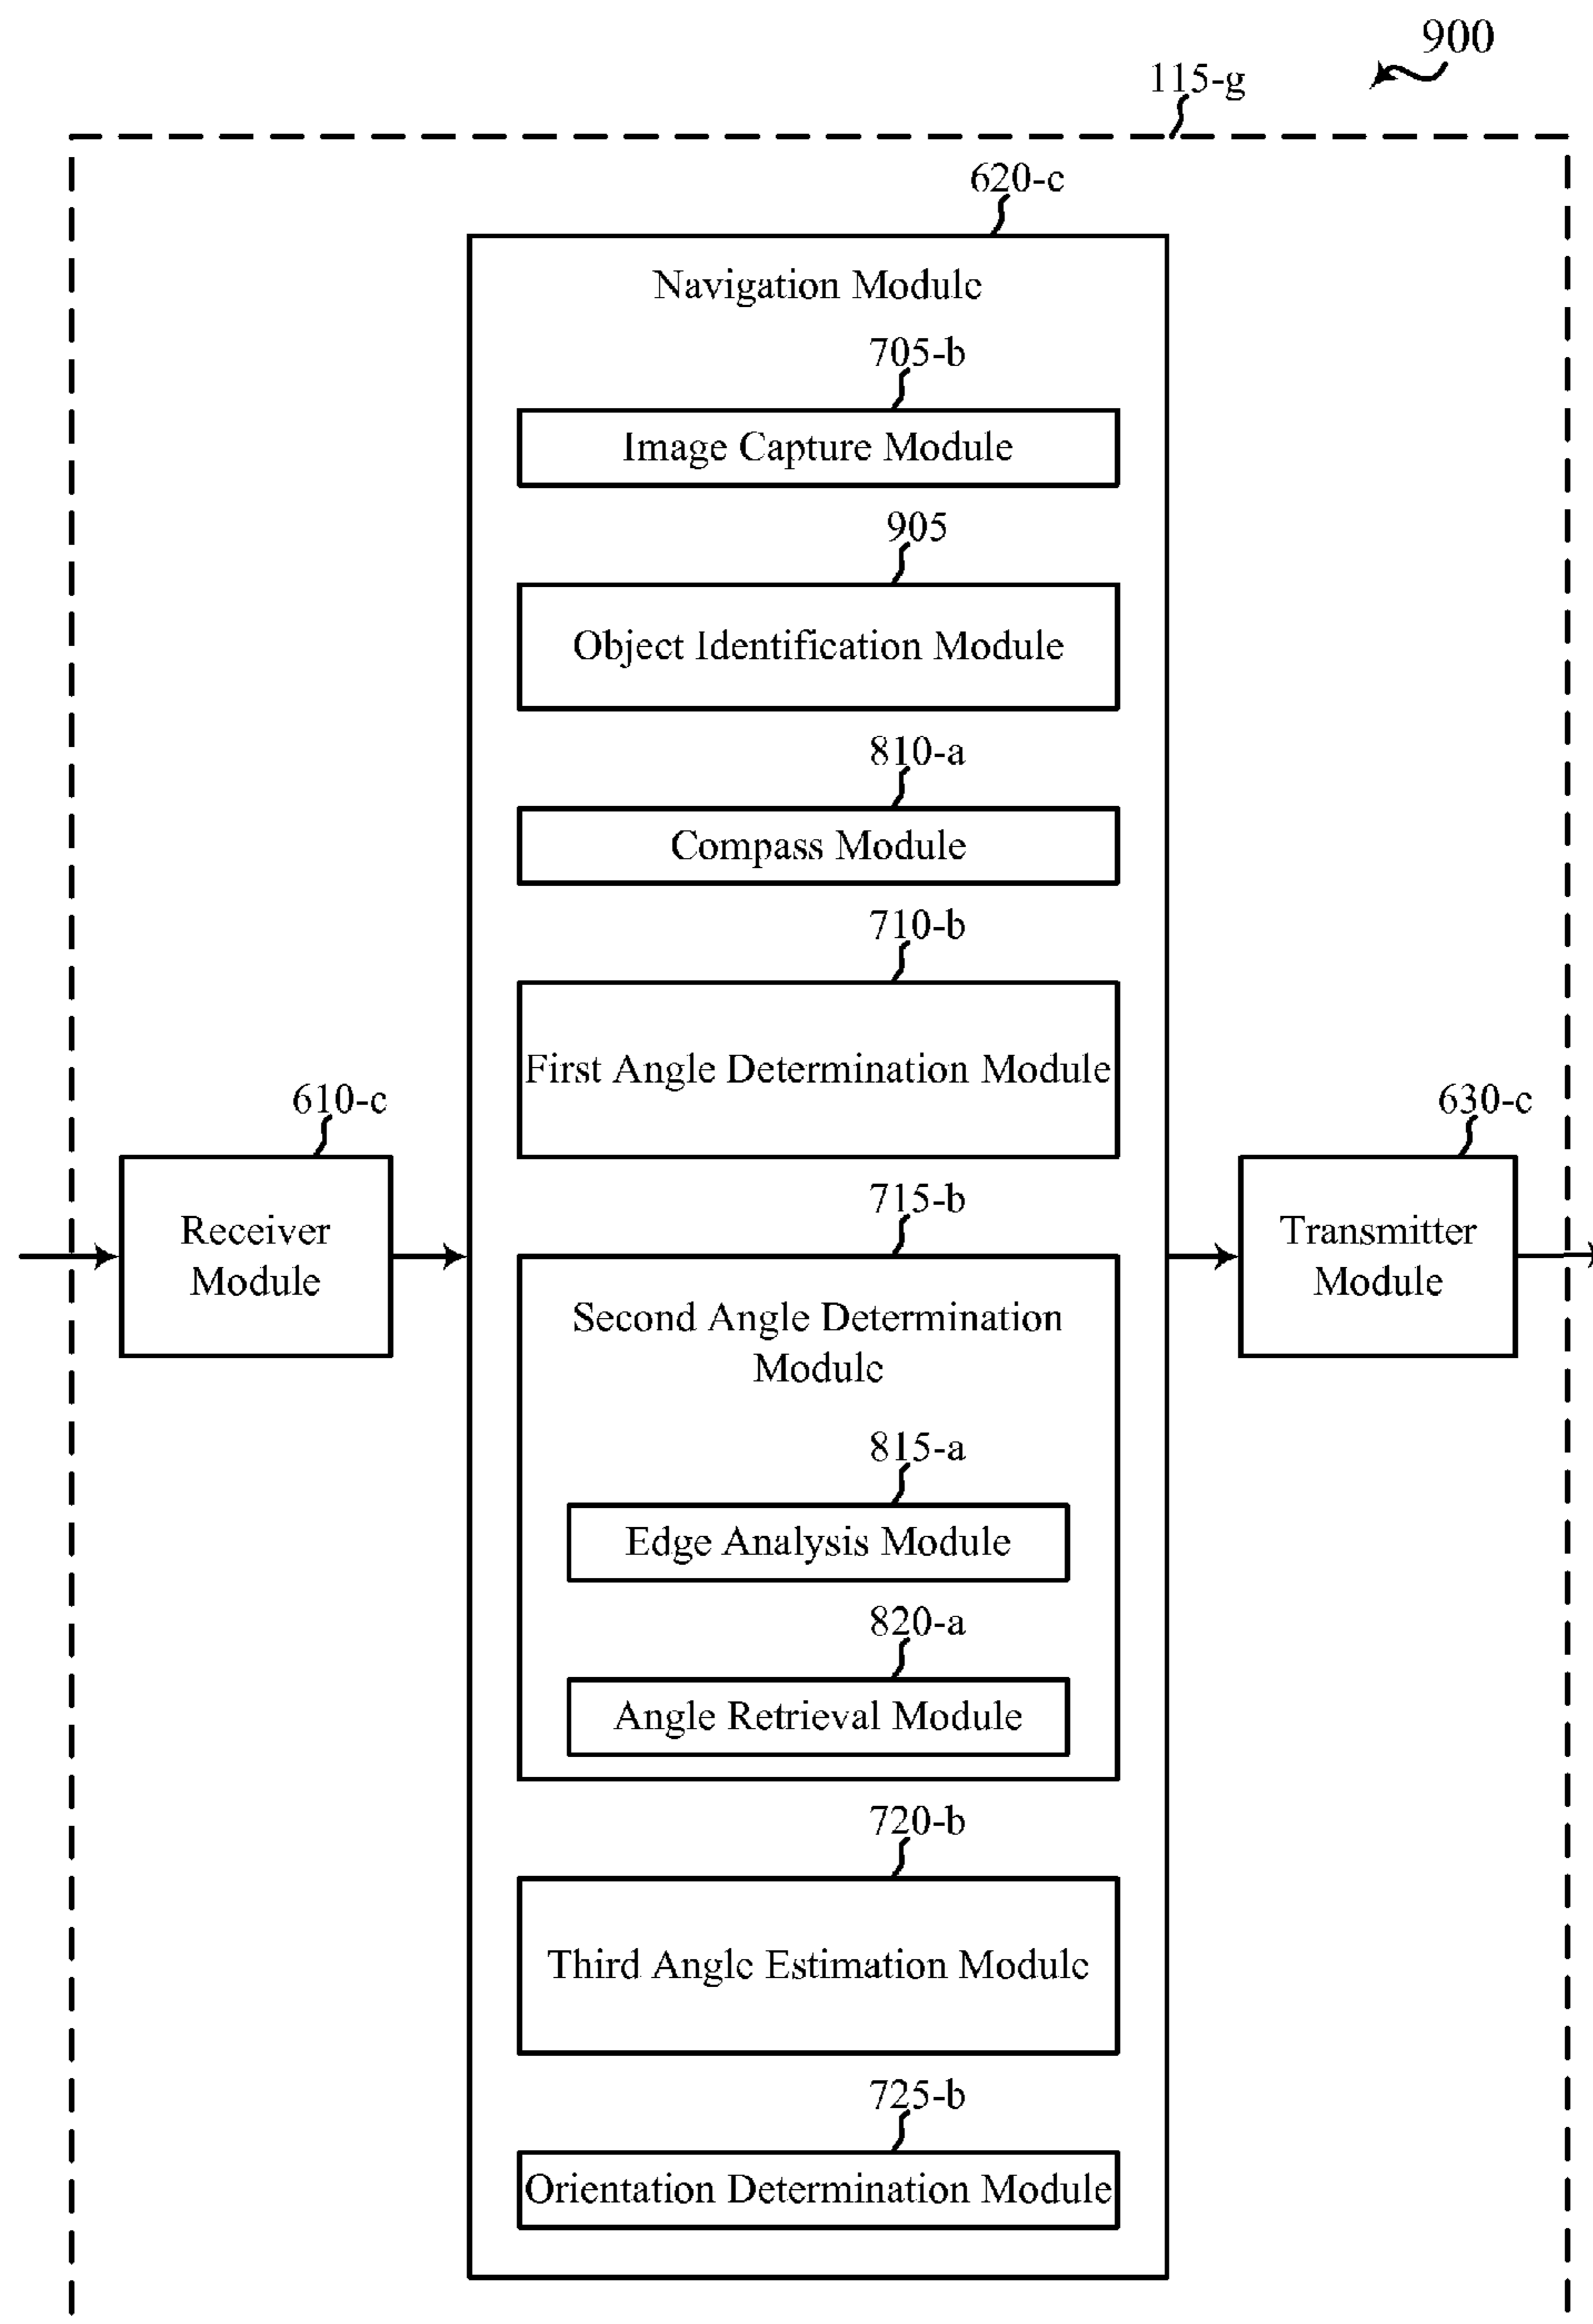 900
115-g
620-c
Navigation Module
705-b
Image Capture Module
905
Object Identification Module
810-a
Compass Module
710-b
First Angle Determination Module
610-c
Receiver
Module
630-c
Transmitter
Module
715-b
Second Angle Determination
Module
815-a
Edge Analysis Module
820-a
Angle Retrieval Module
720-b
Third Angle Estimation Module
725-b
Orientation Determination Module